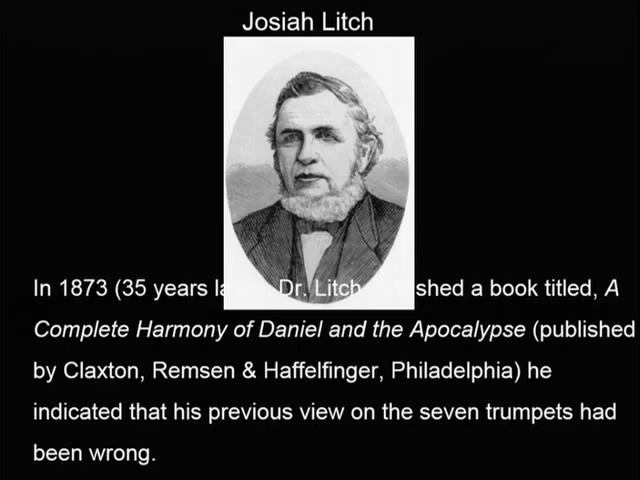 Josiah Litch
In 1873 (35 years Dr. Litch a book titled, A
Complete Harmony of Daniel and the Apocalypse (published
by Claxton, Remsen & Haffelfinger, Philadelphia) he
indicated that his previous view on the seven trumpets had
been wrong.